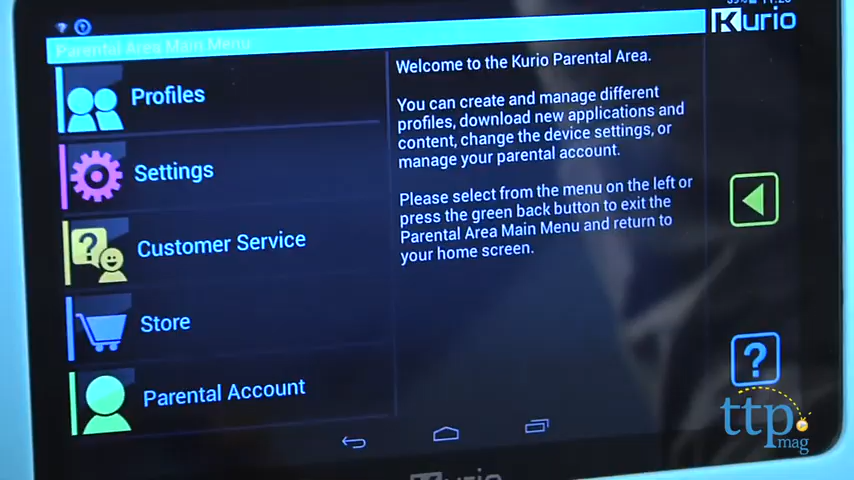 Kurio
Parental Area Main Menu
Profiles
Settings
Customer Service
Store
Parental Account
Welcome to the Kurio Parental Area.
You can create and manage different
profiles, download new applications and
content, change the device settings, or
manage your parental account.
Please select from the menu on the left or
press the green back button to exit the
Parental Area Main Menu and return to
your home screen.
?
ttp
mag
Kurio